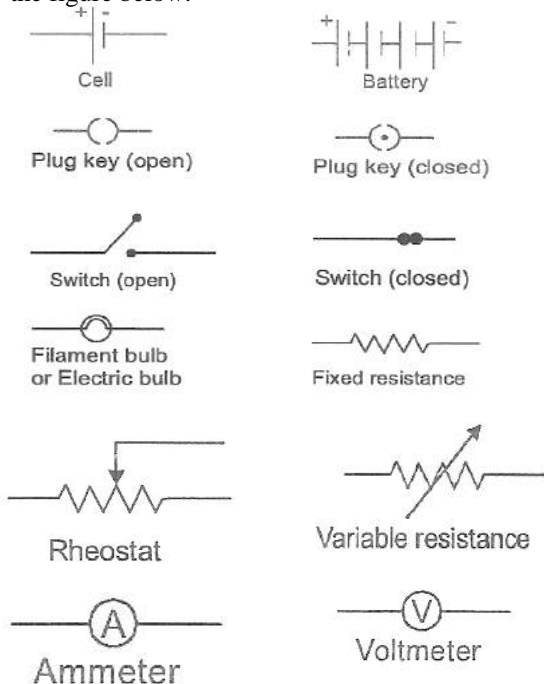 the figure below.
+ -
Cell
+ -
Battery
Plug key (open)
Plug key (closed)
Switch (open)
Switch (closed)
Filament bulb
or Electric bulb
Fixed resistance
Rheostat
Variable resistance
A
Ammeter
V
Voltmeter